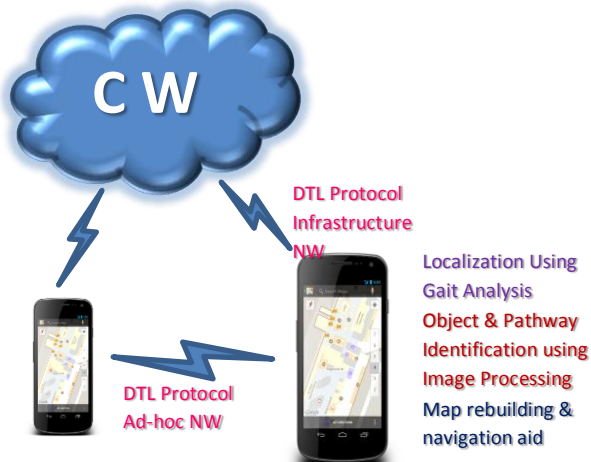 C W
DTL Protocol
Infrastructure
NW
Localization Using
Gait Analysis
Object & Pathway
Identification using
Image Processing
Map rebuilding &
navigation aid
DTL Protocol
Ad-hoc NW